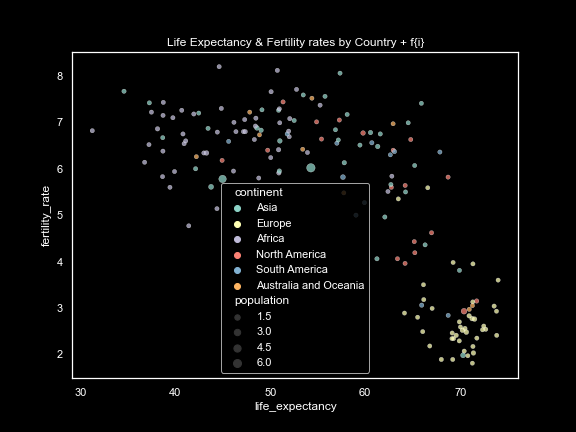 Life Expectancy & Fertility rates by Country + f{i}
8
7
6
5
4
3
2
fertility_rate
continent
Asia
Europe
Africa
North America
South America
Australia and Oceania
population
1.5
3.0
4.5
6.0
30 40 50 60 70
life_expectancy